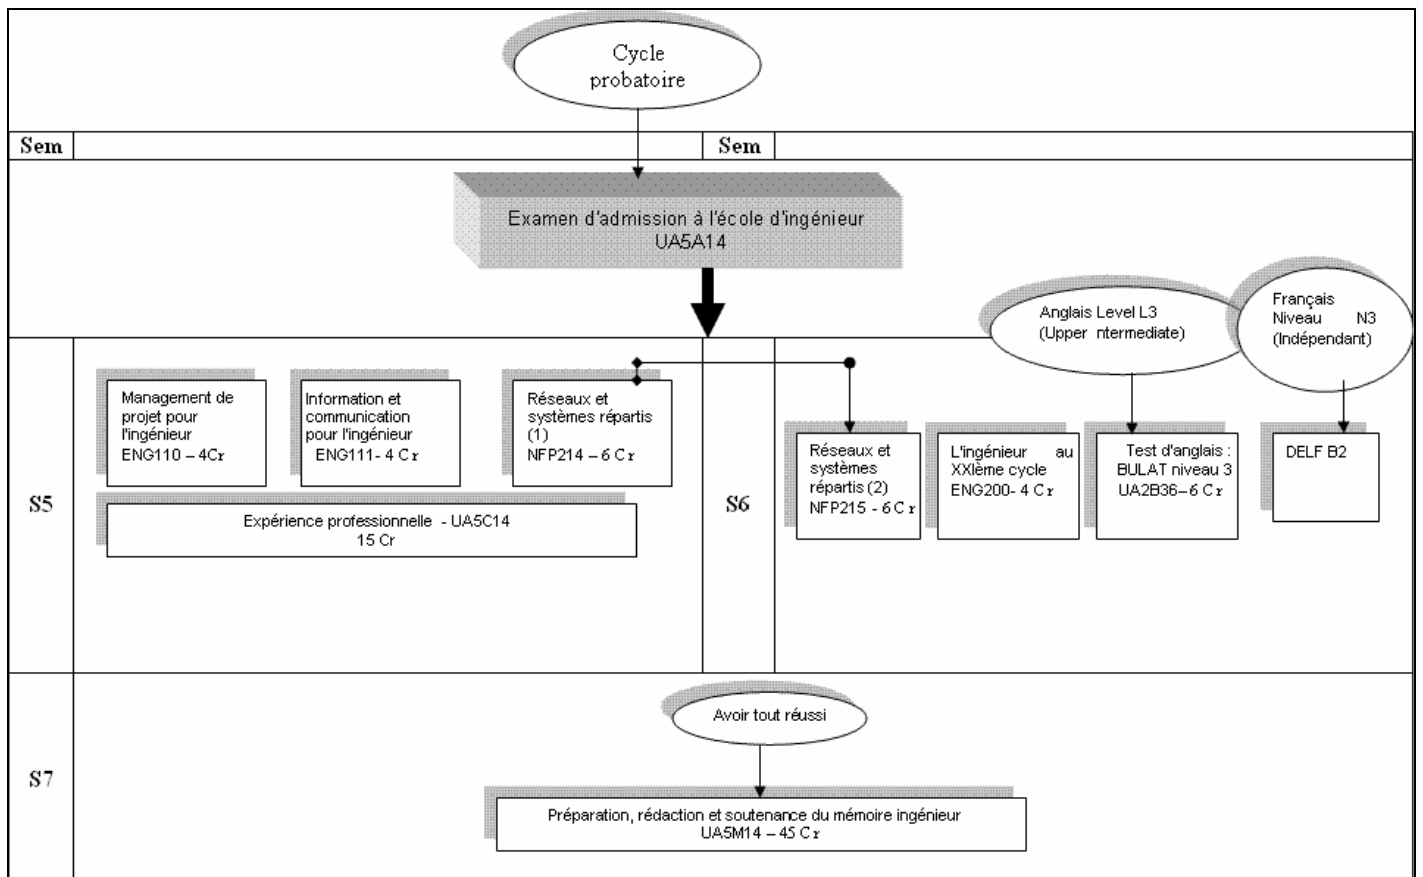 Cycle
probatoire
Sem
Sem
Examen d'admission à l'école d'ingénieur
UA5A14
Anglais Level L3
(Upper ntermediate)
Français
Niveau N3
(Indépendant)
S5
Management de
projet pour
l'ingénieur
ENG110 – 4Cr
Information et
communication
pour l'ingénieur
ENG111- 4 Cr
Réseaux et
systèmes répartis
(1)
NFP214 – 6 Cr
Expérience professionnelle - UA5C14
15 Cr
S6
Réseaux et
systèmes
répartis (2)
NFP215 - 6 Cr
L'ingénieur au
XXIème cycle
ENG200- 4 Cr
Test d'anglais :
BULAT niveau 3
UA2B36–6 Cr
DELF B2
S7
Avoir tout réussi
Préparation, rédaction et soutenance du mémoire ingénieur
UA5M14 – 45 Cr